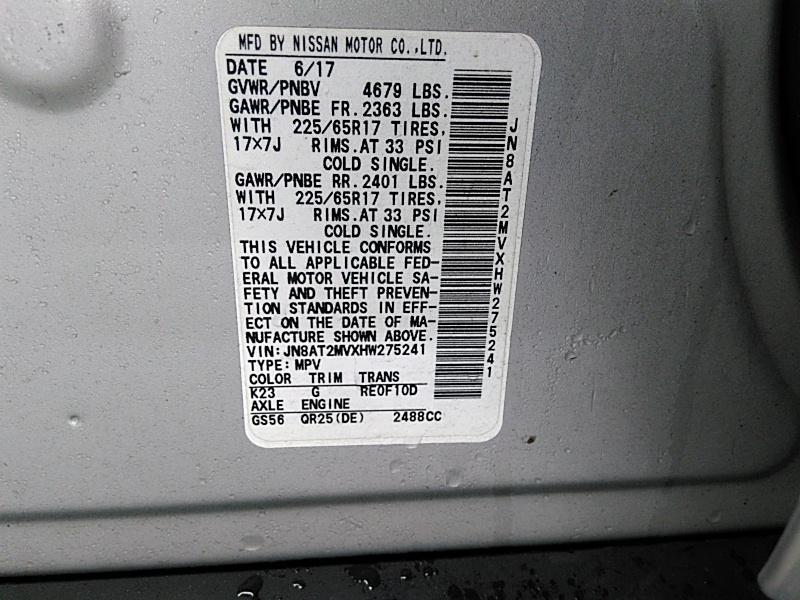 MFD BY NISSAN MOTOR CO.,LTD.
DATE 6/17
GVWR/PNBV 4679 LBS.
GAWR/PNBE FR. 2363 LBS.
WITH 225/65R17 TIRES,
17×7J RIMS.AT 33 PSI
COLD SINGLE.
GAWR/PNBE RR. 2401 LBS.
WITH 225/65R17 TIRES,
17×7J RIMS.AT 33 PSI
COLD SINGLE.
THIS VEHICLE CONFORMS
TO ALL APPLICABLE FED-
ERAL MOTOR VEHICLE SA-
FETY AND THEFT PREVEN-
TION STANDARDS IN EFF-
ECT ON THE DATE OF MA-
NUFACTURE SHOWN ABOVE.
VIN:JN8AT2MVXHW275241
TYPE:MPV
COLOR TRIM TRANS
K23 G RE0F10D
AXLE ENGINE
GS56 QR25(DE) 2488CC
JN8AT2MVXHW275241